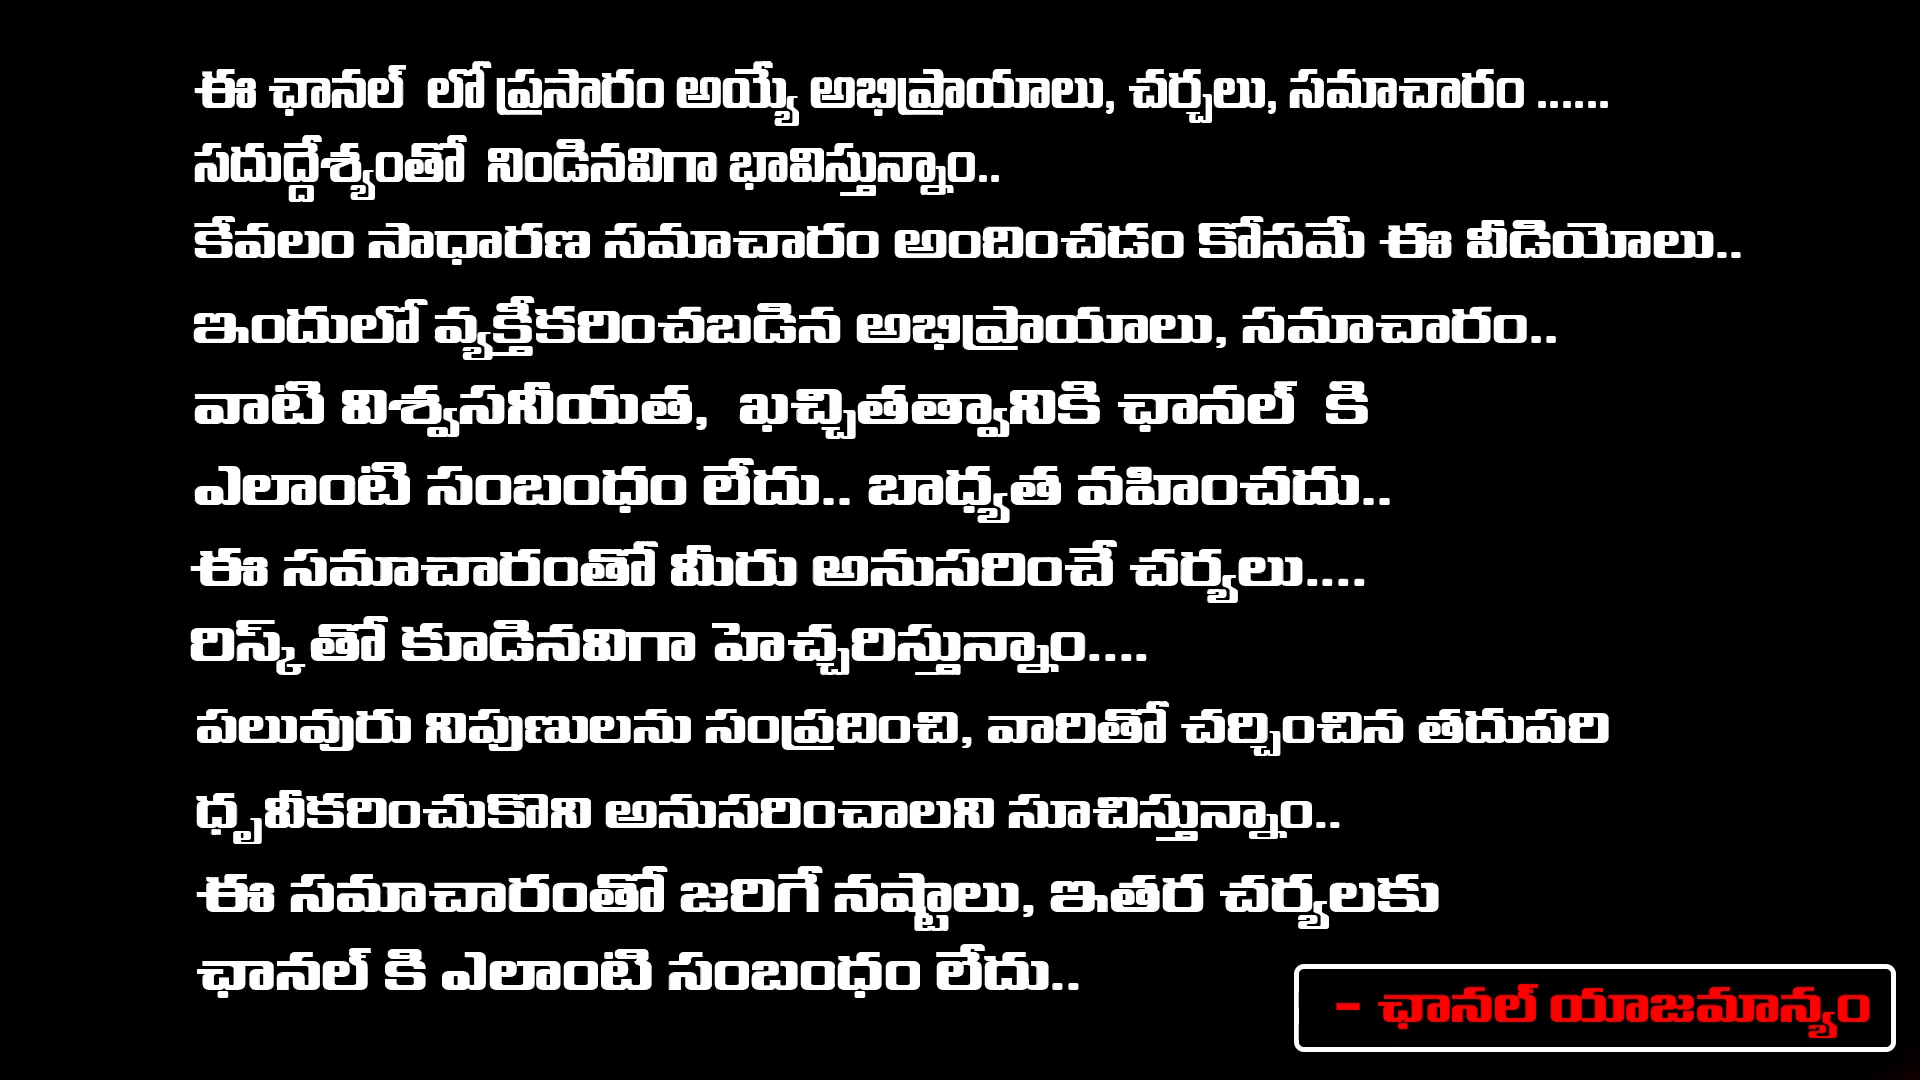 ఈ ఛానల్ లో ప్రసారం అయ్యే అభిప్రాయాలు, చర్చలు, సమాచారం ......
సదుద్దేశ్యంతో నిండినవిగా భావిస్తున్నాం..
కేవలం సాధారణ సమాచారం అందించడం కోసమే ఈ వీడియోలు..
ఇందులో వ్యక్తీకరించబడిన అభిప్రాయాలు, సమాచారం..
వాటి విశ్వసనీయత, ఖచ్చితత్వానికి ఛానల్ కి
ఎలాంటి సంబంధం లేదు.. బాధ్యత వహించదు..
ఈ సమాచారంతో మీరు అనుసరించే చర్యలు....
రిస్క్ తో కూడినవిగా హెచ్చరిస్తున్నాం....
పలువురు నిపుణులను సంప్రదించి, వారితో చర్చించిన తదుపరి
ధృవీకరించుకొని అనుసరించాలని సూచిస్తున్నాం..
ఈ సమాచారంతో జరిగే నష్టాలు, ఇతర చర్యలకు
ఛానల్ కి ఎలాంటి సంబంధం లేదు..
- ఛానల్ యాజమాన్యం